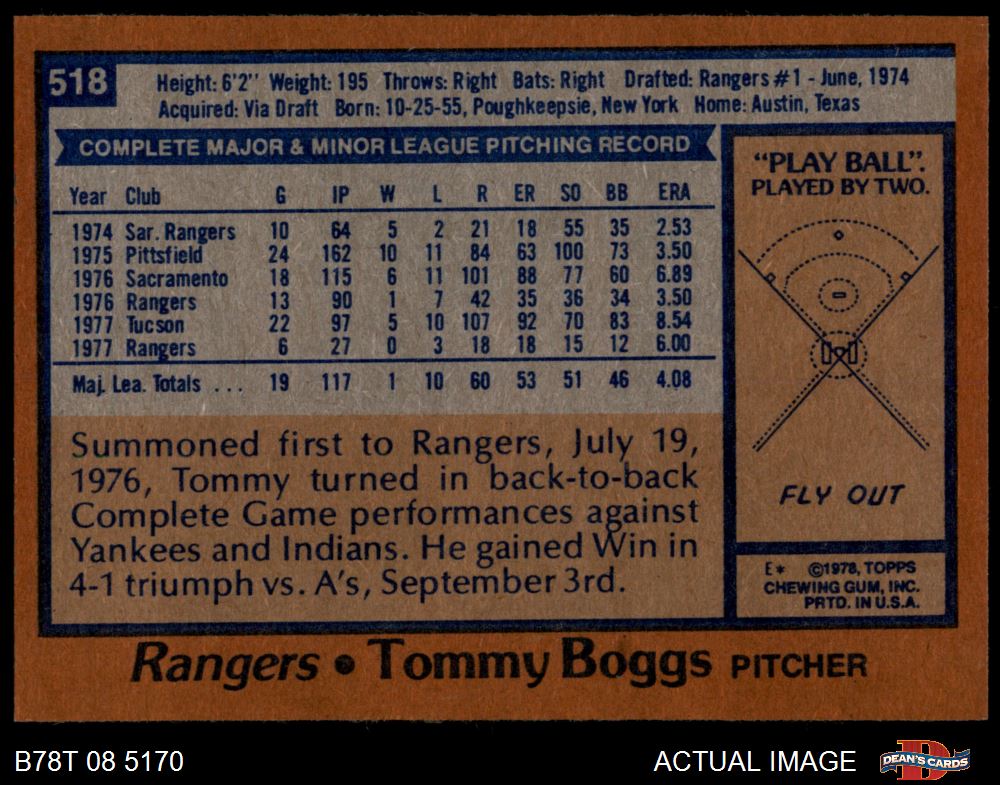 518
Height: 6'2" Weight: 195 Throws: Right Bats: Right Drafted: Rangers #1 - June, 1974
Acquired: Via Draft Born: 10-25-55, Poughkeepsie, New York Home: Austin, Texas
COMPLETE MAJOR & MINOR LEAGUE PITCHING RECORD
Year Club G IP W L R ER SO BB ERA
1974 Sar. Rangers 10 64 5 2 21 18 55 35 2.53
1975 Pittsfield 24 162 10 11 84 63 100 73 3.50
1976 Sacramento 18 115 6 11 101 88 77 60 6.89
1976 Rangers 13 90 1 7 42 35 36 34 3.50
1977 Tucson 22 97 5 10 107 92 70 83 8.54
1977 Rangers 6 27 0 3 18 18 15 12 6.00
Maj. Lea. Totals ... 19 117 1 10 60 53 51 46 4.08
Summoned first to Rangers, July 19,
1976, Tommy turned in back-to-back
Complete Game performances against
Yankees and Indians. He gained Win in
4-1 triumph vs. A's, September 3rd.
"PLAY BALL".
PLAYED BY TWO.
FLY OUT
E* ©1978, TOPPS
CHEWING GUM, INC.
PRTD. IN U.S.A.
Rangers • Tommy Boggs PITCHER
B78T 08 5170
ACTUAL IMAGE
D
DEAN'S CARDS